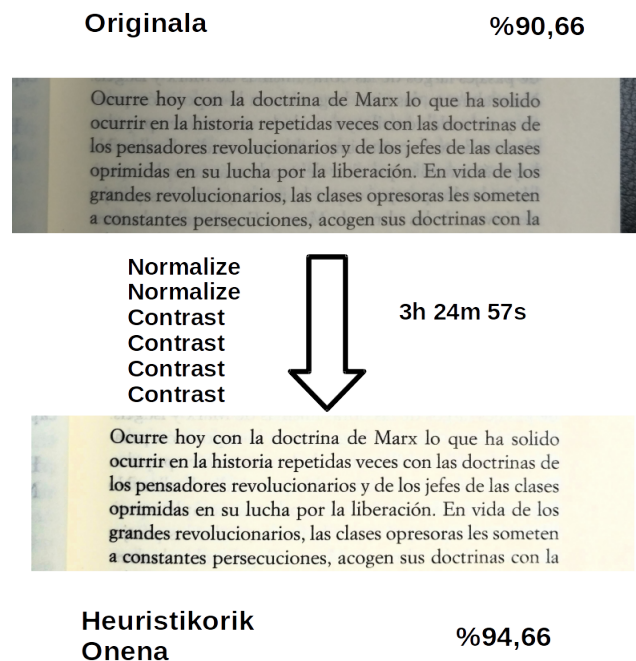 Originala %90,66
Ocurre hoy con la doctrina de Marx lo que ha solido
ocurrir en la historia repetidas veces con las doctrinas de
los pensadores revolucionarios y de los jefes de las clases
oprimidas en su lucha por la liberación. En vida de los
grandes revolucionarios, las clases opresoras les someten
a constantes persecuciones, acogen sus doctrinas con la
Normalize
Normalize
Contrast
Contrast
Contrast
Contrast
3h 24m 57s
Ocurre hoy con la doctrina de Marx lo que ha solido
ocurrir en la historia repetidas veces con las doctrinas de
los pensadores revolucionarios y de los jefes de las clases
oprimidas en su lucha por la liberación. En vida de los
grandes revolucionarios, las clases opresoras les someten
a constantes persecuciones, acogen sus doctrinas con la
Heuristikorik
Onena
%94,66